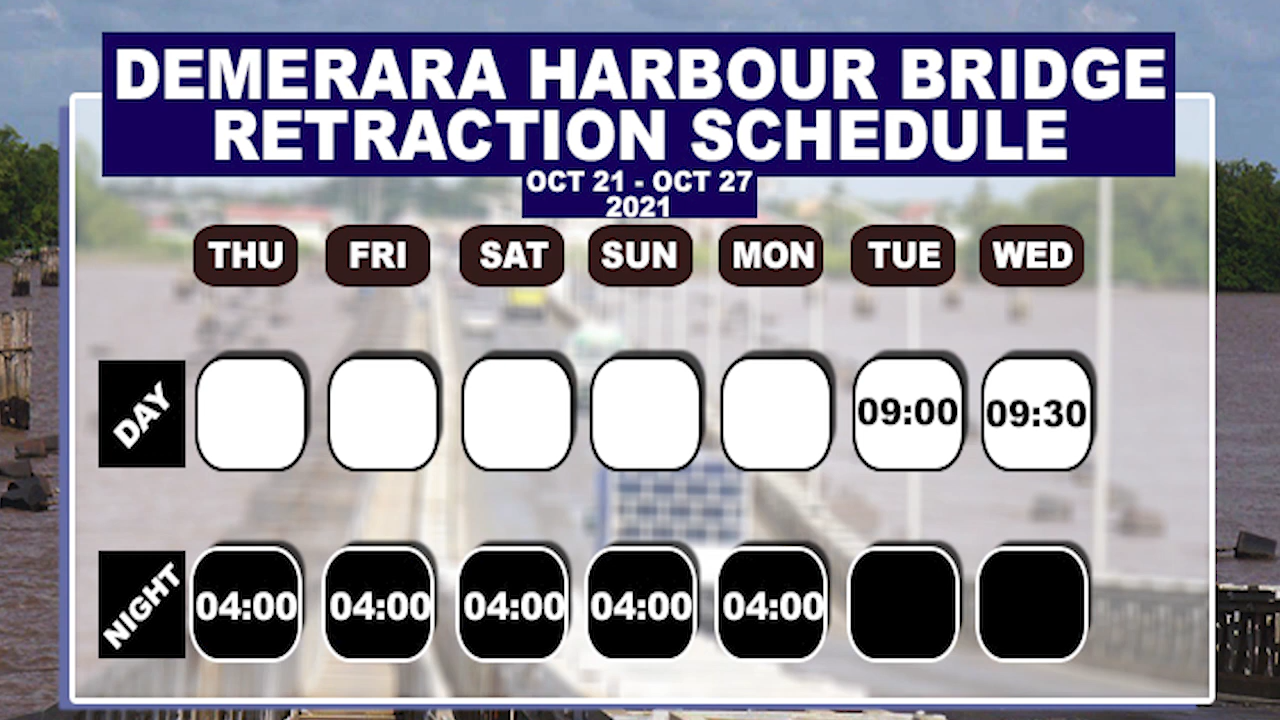 DEMERARA HARBOUR BRIDGE
RETRACTION SCHEDULE
OCT 21 - OCT 27
2021
THU FRI SAT SUN MON TUE WED
DAY 09:00 09:30
NIGHT 04:00 04:00 04:00 04:00 04:00